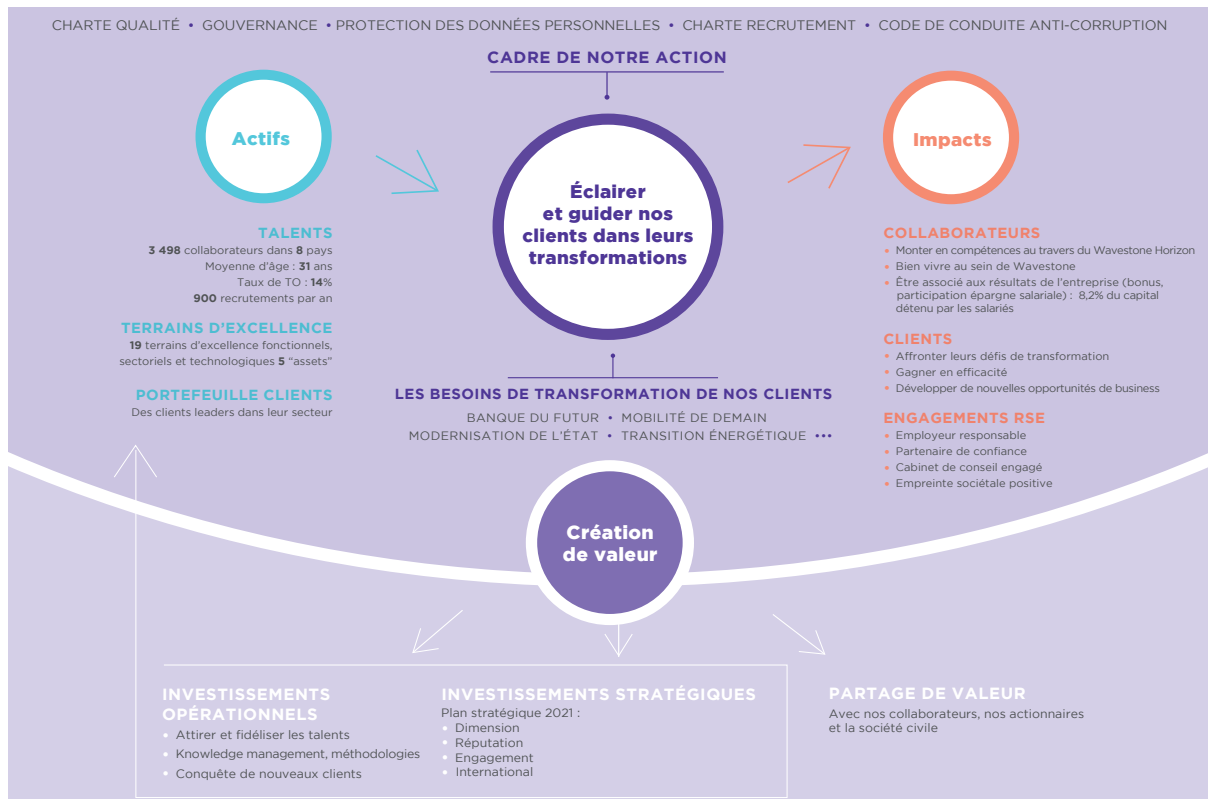 CHARTE QUALITÉ • GOUVERNANCE • PROTECTION DES DONNÉES PERSONNELLES • CHARTE RECRUTEMENT • CODE DE CONDUITE ANTI-CORRUPTION
CADRE DE NOTRE ACTION
Actifs
Éclairer
et guider nos
clients dans leurs
transformations
Impacts
TALENTS
3 498 collaborateurs dans 8 pays
Moyenne d'âge : 31 ans
Taux de TO : 14%
900 recrutements par an
TERRAINS D'EXCELLENCE
19 terrains d'excellence fonctionnels,
sectoriels et technologiques 5 "assets"
PORTEFEUILLE CLIENTS
Des clients leaders dans leur secteur
LES BESOINS DE TRANSFORMATION DE NOS CLIENTS
BANQUE DU FUTUR • MOBILITÉ DE DEMAIN
MODERNISATION DE L'ÉTAT • TRANSITION ÉNERGÉTIQUE •••
COLLABORATEURS
• Monter en compétences au travers du Wavestone Horizon
• Bien vivre au sein de Wavestone
• Être associé aux résultats de l'entreprise (bonus,
participation épargne salariale) : 8,2% du capital
détenu par les salariés
CLIENTS
• Affronter leurs défis de transformation
• Gagner en efficacité
• Développer de nouvelles opportunités de business
ENGAGEMENTS RSE
• Employeur responsable
• Partenaire de confiance
• Cabinet de conseil engagé
• Empreinte sociétale positive
Création
de valeur
INVESTISSEMENTS
OPÉRATIONNELS
• Attirer et fidéliser les talents
• Knowledge management, méthodologies
• Conquête de nouveaux clients
INVESTISSEMENTS STRATÉGIQUES
Plan stratégique 2021 :
• Dimension
• Réputation
• Engagement
• International
PARTAGE DE VALEUR
Avec nos collaborateurs, nos actionnaires
et la société civile